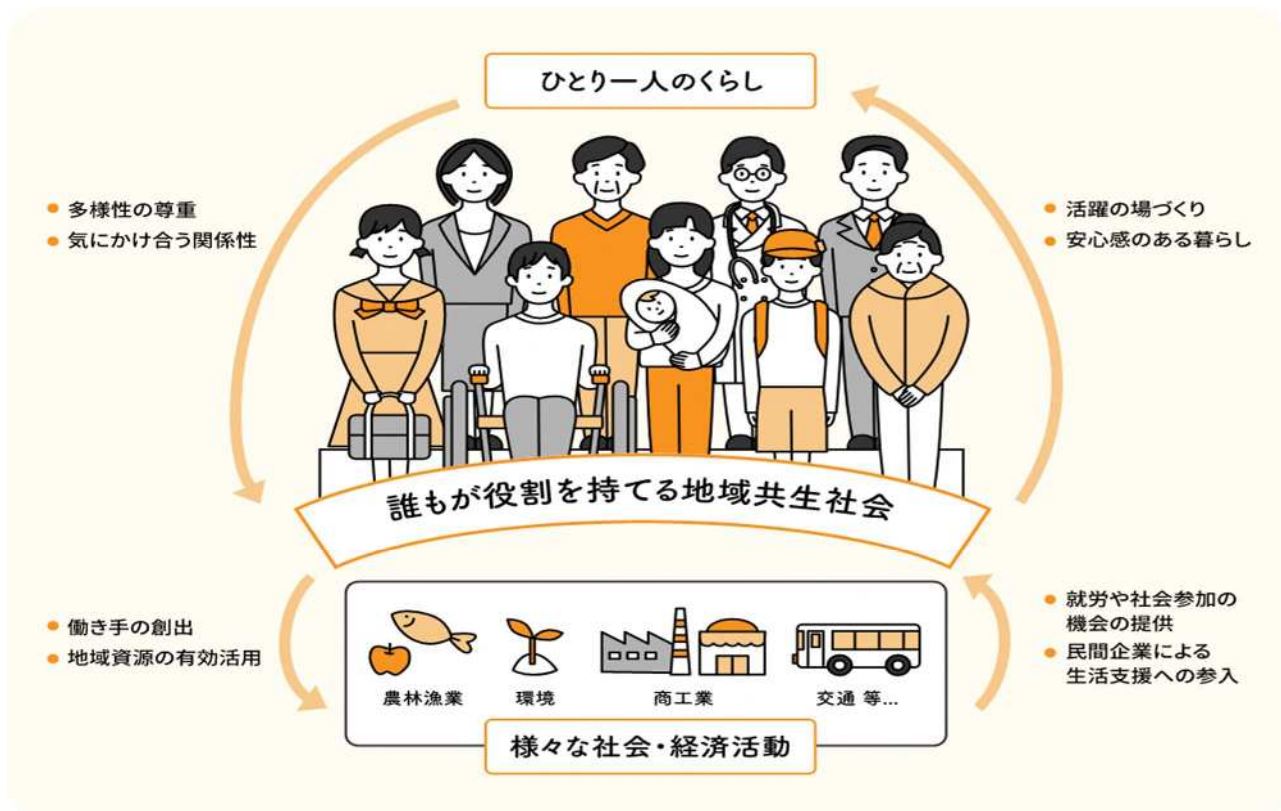 ひとり一人のくらし
● 多様性の尊重
● 気にかけ合う関係性
● 活躍の場づくり
● 安心感のある暮らし
誰もが役割を持てる地域共生社会
● 働き手の創出
● 地域資源の有効活用
● 就労や社会参加の
機会の提供
● 民間企業による
生活支援への参入
農林漁業
環境
商工業
交通 等...
様々な社会・経済活動